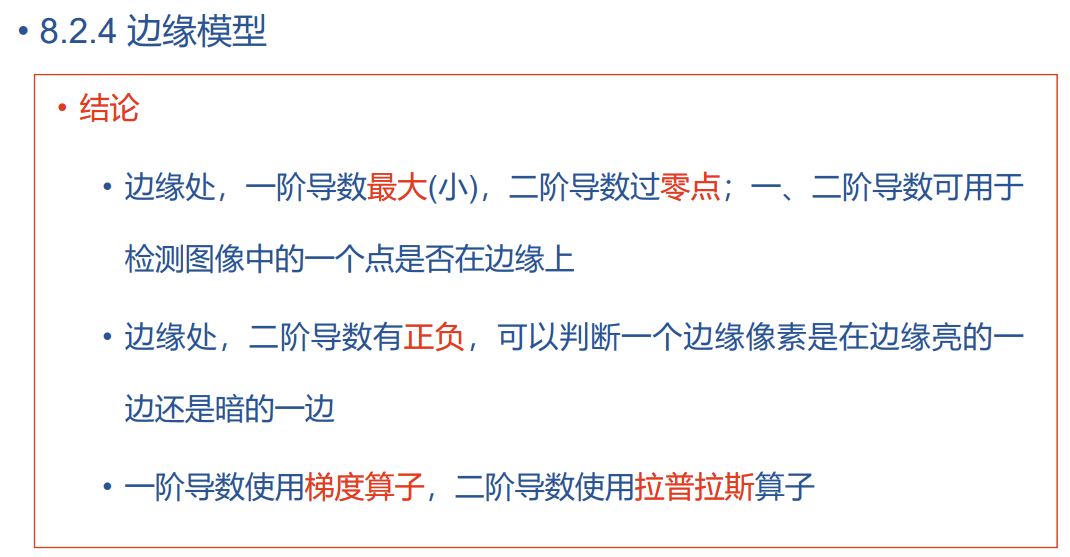 • 8.2.4 边缘模型
• 结论
• 边缘处，一阶导数最大(小)，二阶导数过零点；一、二阶导数可用于
检测图像中的一个点是否在边缘上
• 边缘处，二阶导数有正负，可以判断一个边缘像素是在边缘亮的一
边还是暗的一边
• 一阶导数使用梯度算子，二阶导数使用拉普拉斯算子